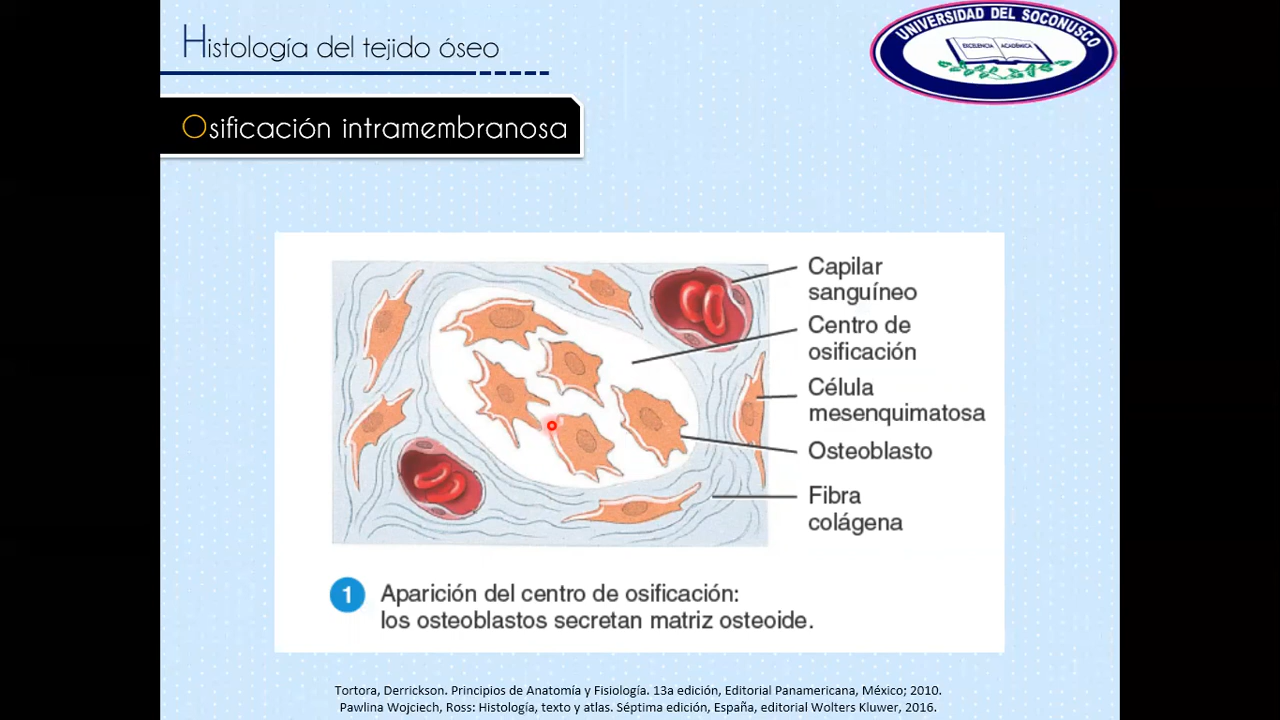 Histología del tejido óseo
UNIVERSIDAD DEL SOCONUSCO
EXCELENCIA ACADÉMICA
Osificación intramembranosa
Capilar
sanguíneo
Centro de
osificación
Célula
mesenquimatosa
Osteoblasto
Fibra
colágena
1 Aparición del centro de osificación:
los osteoblastos secretan matriz osteoide.
Tortora, Derrickson. Principios de Anatomía y Fisiología. 13a edición, Editorial Panamericana, México; 2010.
Pawlina Wojciech, Ross: Histología, texto y atlas. Séptima edición, España, editorial Wolters Kluwer, 2016.